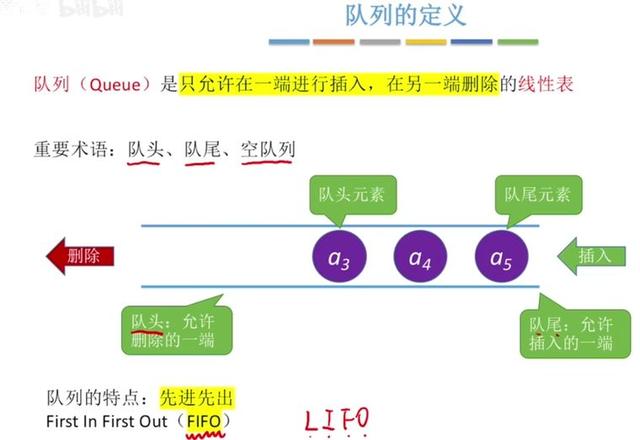 bilibili
队列的定义
队列（Queue）是只允许在一端进行插入，在另一端删除的线性表
重要术语：队头、队尾、空队列
队头元素
队尾元素
删除
a3
a4
a5
插入
队头：允许
删除的一端
队尾：允许
插入的一端
队列的特点：先进先出
First In First Out（FIFO）
LIFO